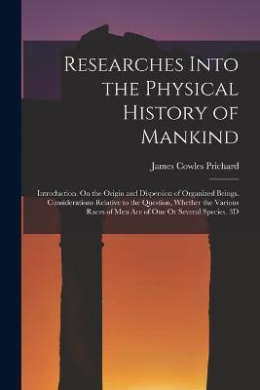 Researches Into
the Physical
History of
Mankind
James Cowles Prichard
Introduction. On the Origin and Dispersion of Organized Beings.
Considerations Relative to the Question, Whether the Various
Races of Men Are of One Or Several Species. 3D